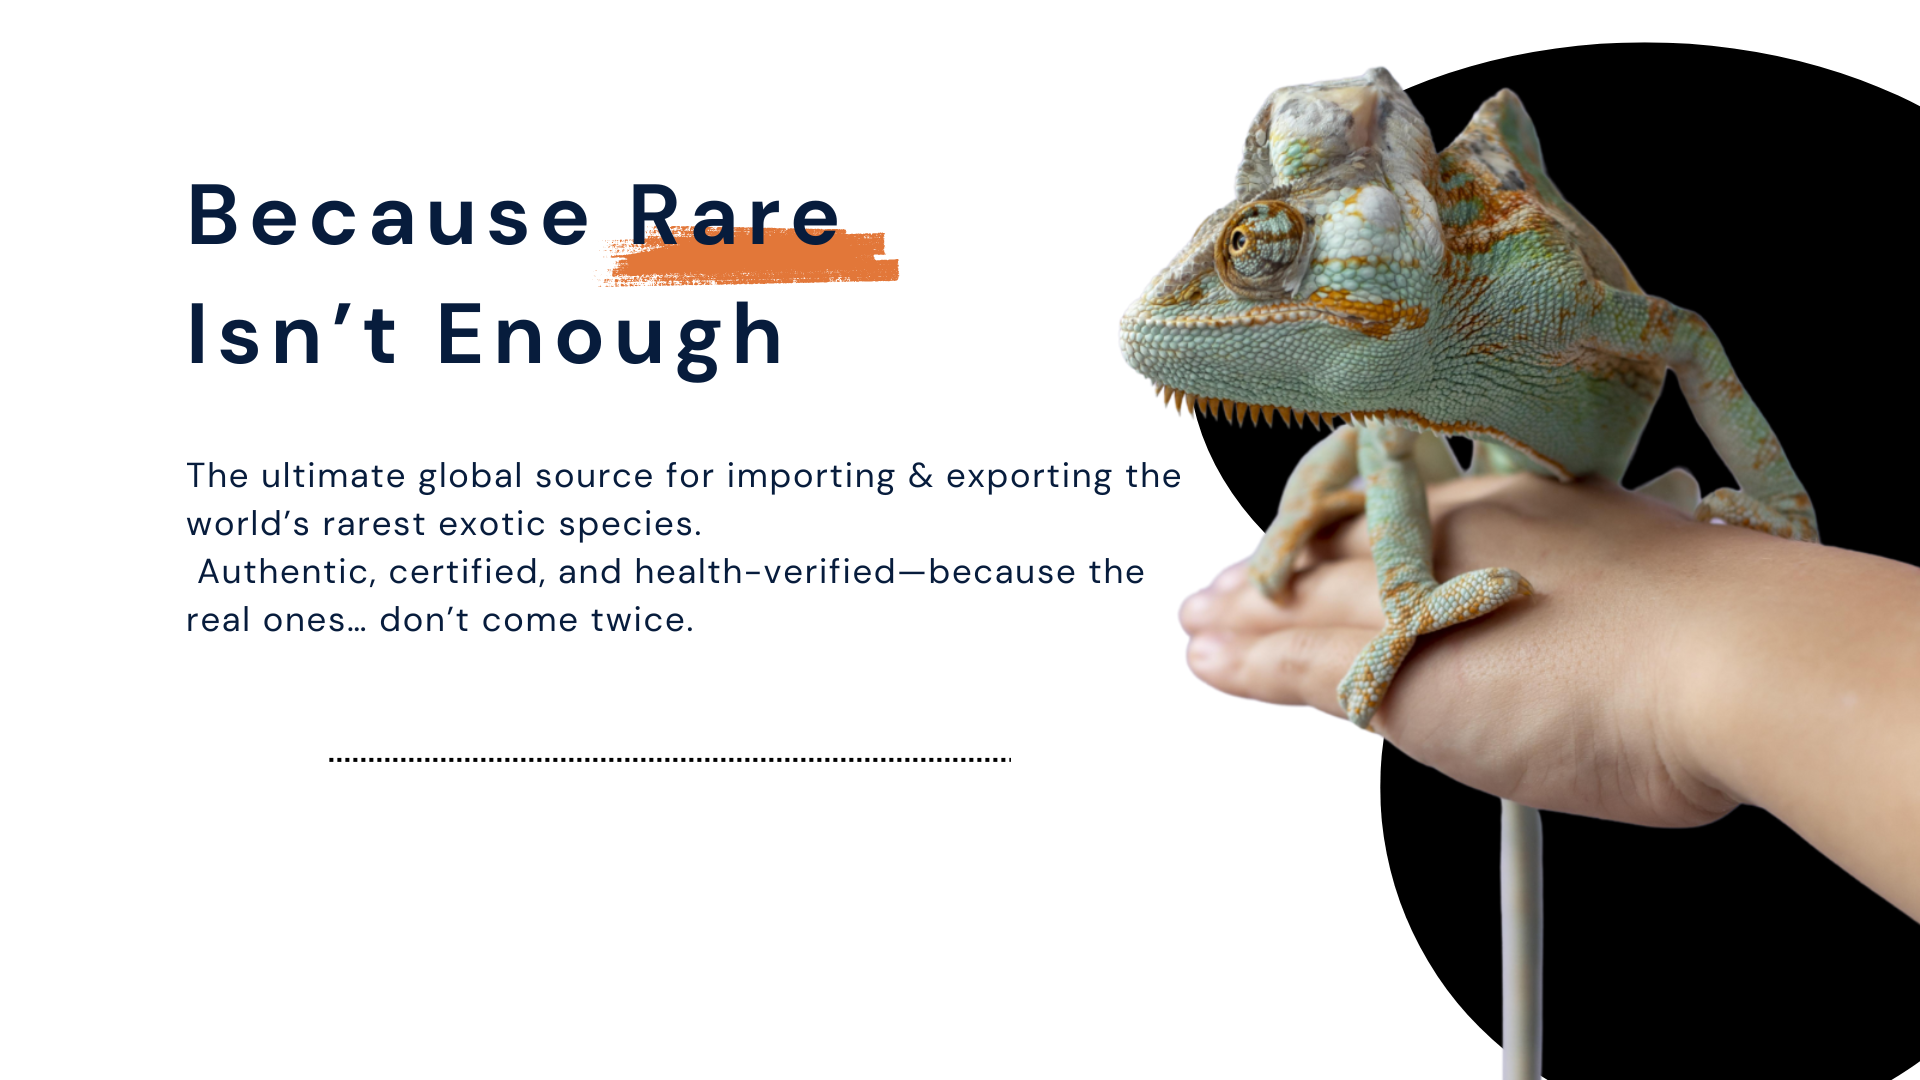 Because Rare
Isn’t Enough
The ultimate global source for importing & exporting the
world’s rarest exotic species.
Authentic, certified, and health-verified—because the
real ones... don’t come twice.